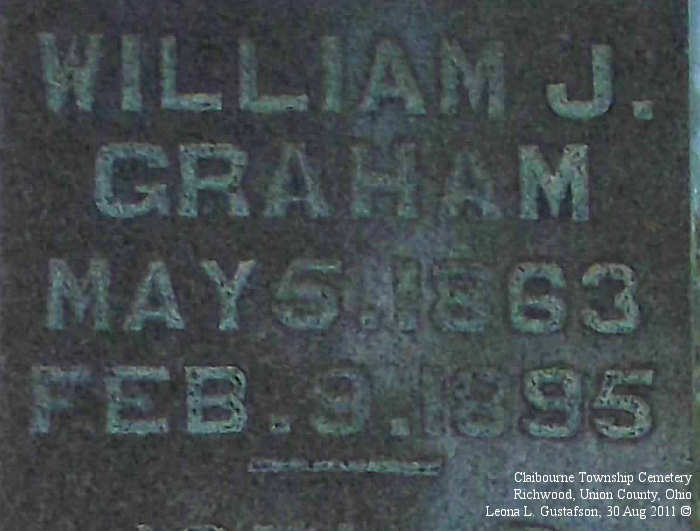 WILLIAM J.
GRAHAM
MAY 5.1863
FEB.9.1895
Claibourne Township Cemetery
Richwood, Union County, Ohio
Leona L. Gustafson, 30 Aug 2011 ©